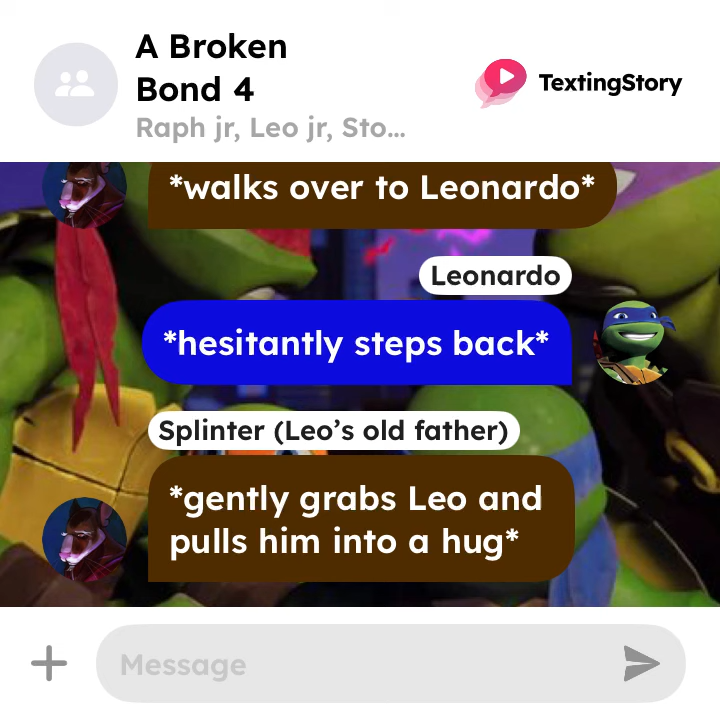 A Broken
Bond 4
Raph jr, Leo jr, Sto...
TextingStory
*walks over to Leonardo*
Leonardo
*hesitantly steps back*
Splinter (Leo’s old father)
*gently grabs Leo and
pulls him into a hug*
Message